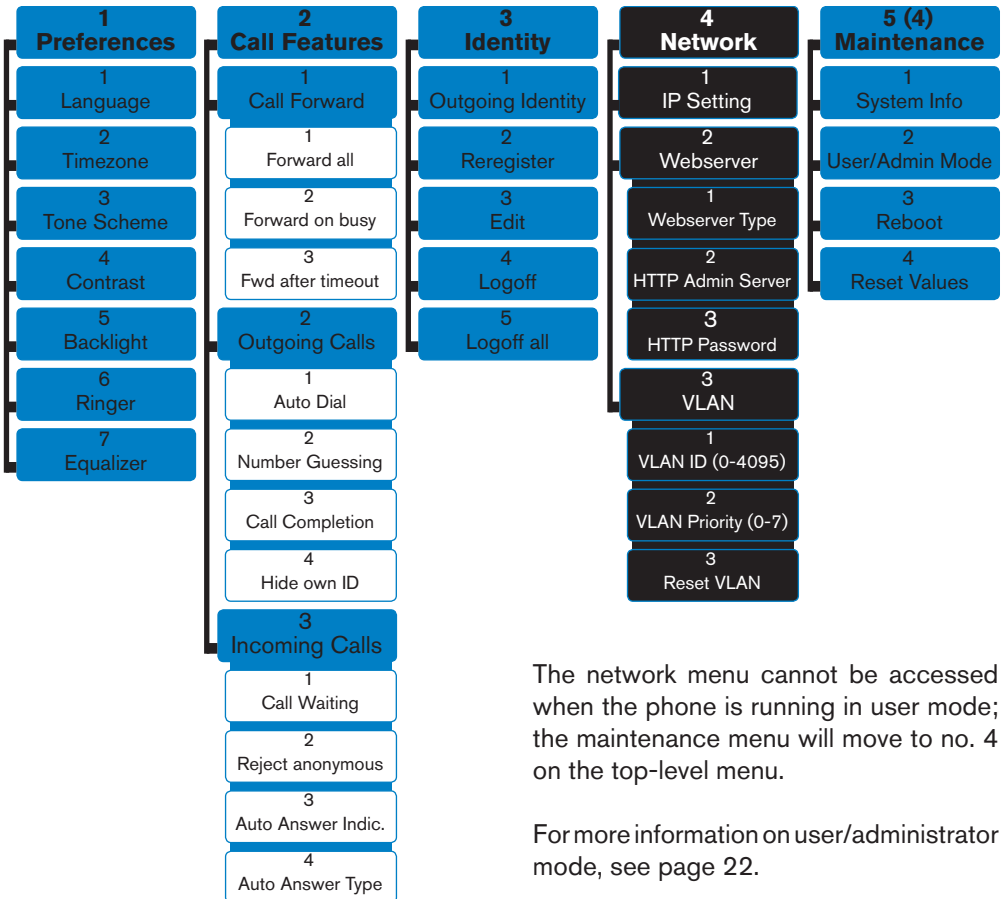 1
Preferences
1
Language
2
Timezone
3
Tone Scheme
4
Contrast
5
Backlight
6
Ringer
7
Equalizer
2
Call Features
1
Call Forward
1
Forward all
2
Forward on busy
3
Fwd after timeout
2
Outgoing Calls
1
Auto Dial
2
Number Guessing
3
Call Completion
4
Hide own ID
3
Incoming Calls
1
Call Waiting
2
Reject anonymous
3
Auto Answer Indic.
4
Auto Answer Type
3
Identity
1
Outgoing Identity
2
Reregister
3
Edit
4
Logoff
5
Logoff all
4
Network
1
IP Setting
2
Webserver
1
Webserver Type
2
HTTP Admin Server
3
HTTP Password
3
VLAN
1
VLAN ID (0-4095)
2
VLAN Priority (0-7)
3
Reset VLAN
5 (4)
Maintenance
1
System Info
2
User/Admin Mode
3
Reboot
4
Reset Values
The network menu cannot be accessed
when the phone is running in user mode;
the maintenance menu will move to no. 4
on the top-level menu.
For more information on user/administrator
mode, see page 22.